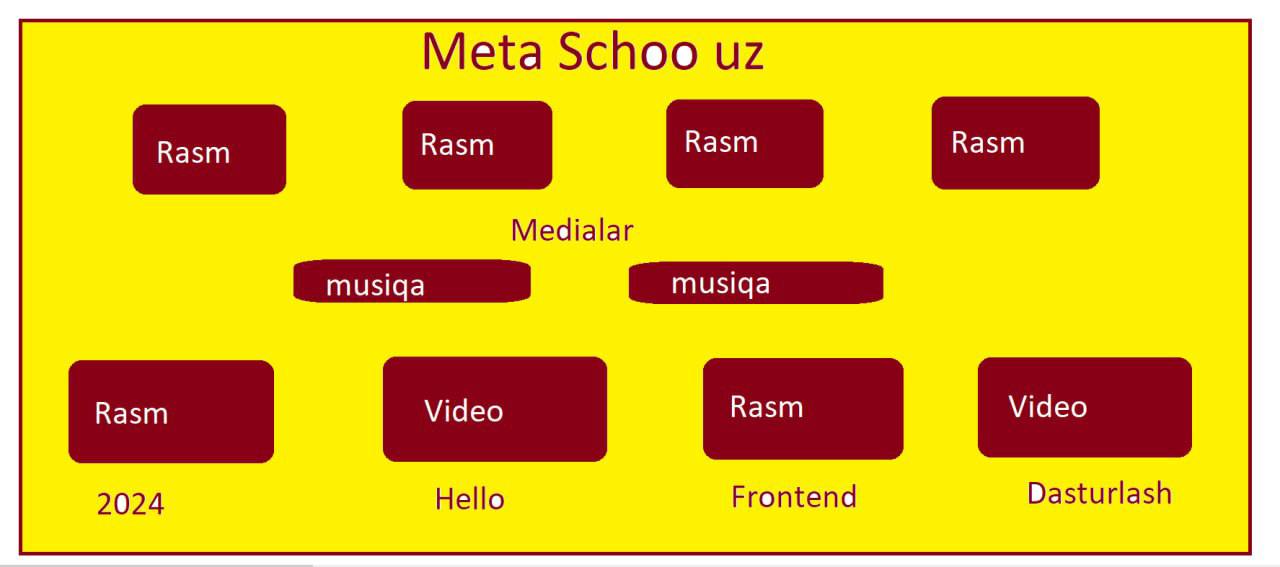 Meta Schoo uz
Rasm Rasm Rasm Rasm
Medialar
musiqa musiqa
Rasm Video Rasm Video
2024 Hello Frontend Dasturlash